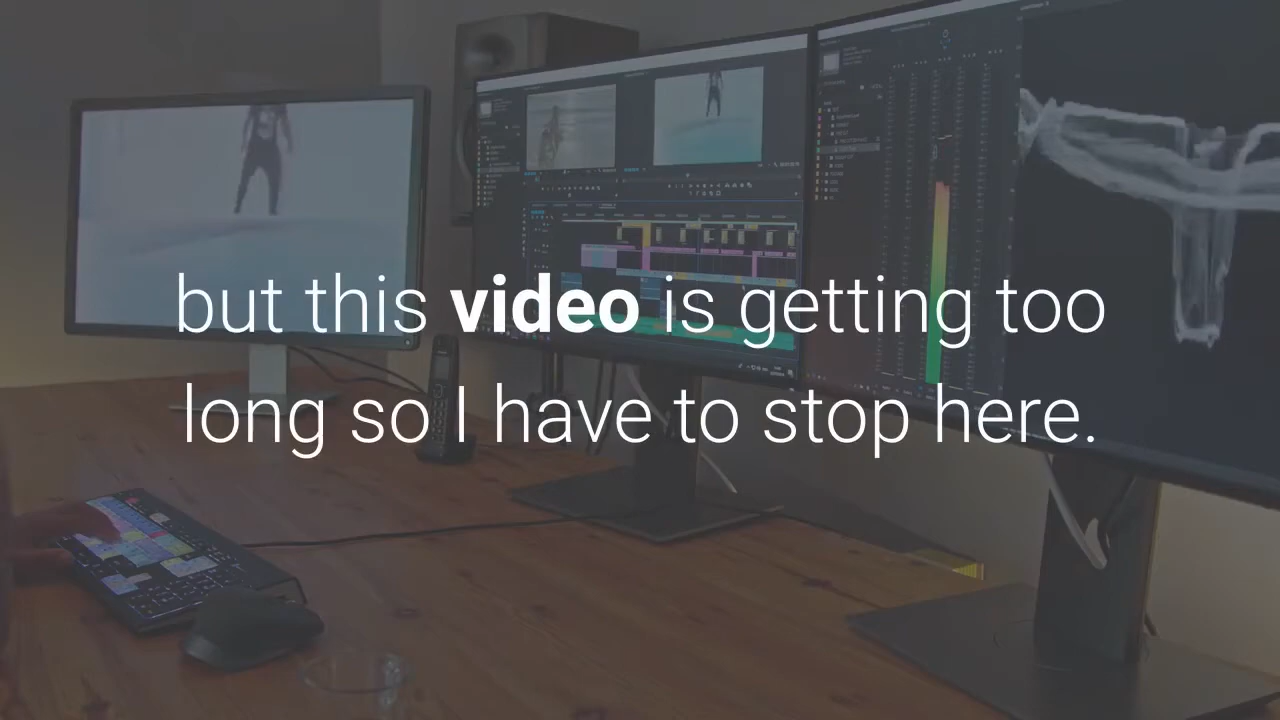 but this video is getting too
long so I have to stop here.